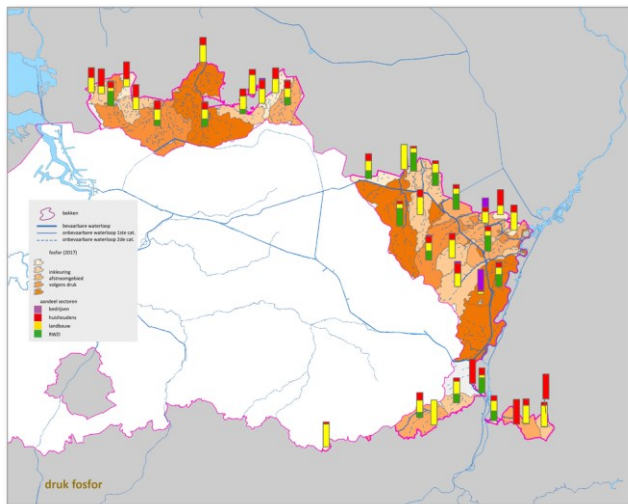 bekken
bevaarbare waterloop
onbevaarbare waterloop 1ste cat.
onbevaarbare waterloop 2de cat.
fosfor (2017)
inkleuring
afstroomgebied
volgens druk
aandeel sectoren
bedrijven
huishoudens
landbouw
RWZI
druk fosfor